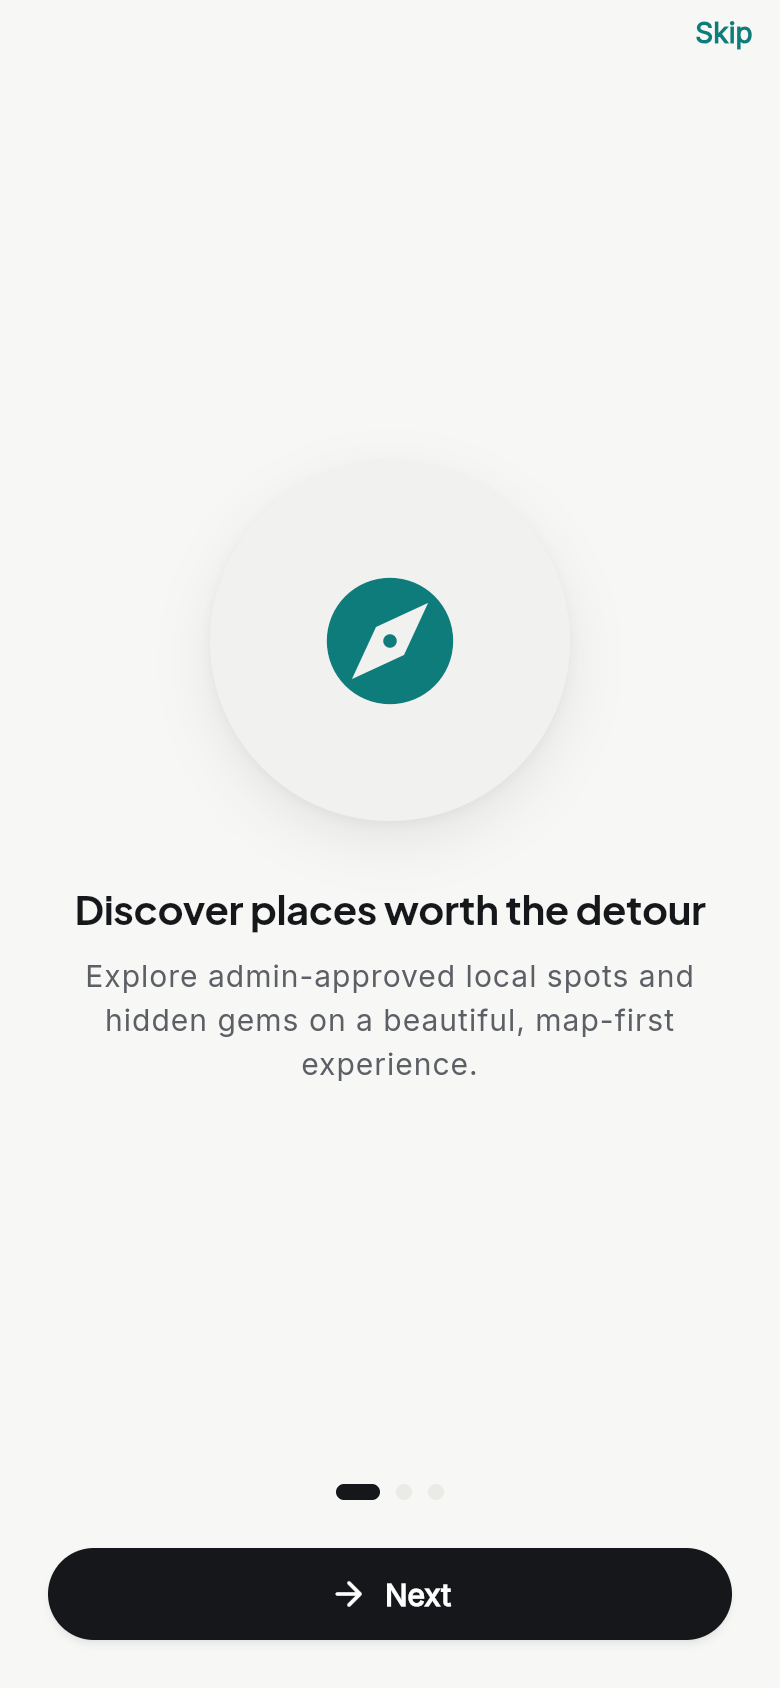 Skip
Discover places worth the detour
Explore admin-approved local spots and
hidden gems on a beautiful, map-first
experience.
Next